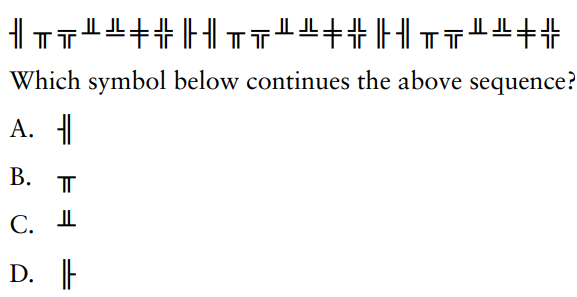 ╢╥╦╨╩╪╬╟╢╥╦╨╩╪╬╟╢╥╦╨╩╪╬
Which symbol below continues the above sequence?
A. ╢
B. ╥
C. ╨
D. ╟